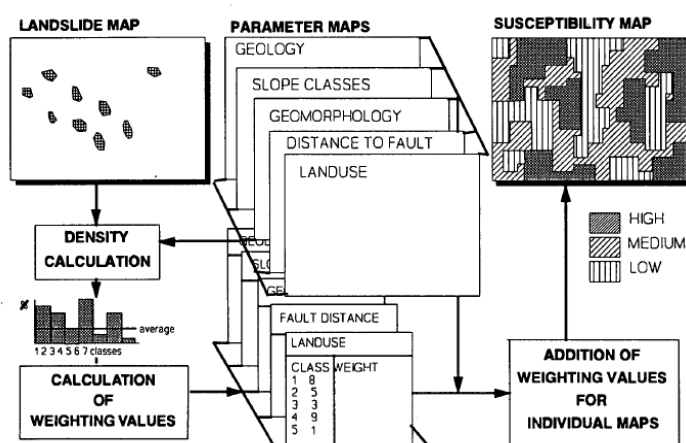 LANDSLIDE MAP
PARAMETER MAPS
SUSCEPTIBILITY MAP
GEOLOGY
SLOPE CLASSES
GEOMORPHOLOGY
DISTANCE TO FAULT
LANDUSE
HIGH
MEDIUM
LOW
DENSITY
CALCULATION
%
average
1 2 3 4 5 6 7 classes
CALCULATION
OF
WEIGHTING VALUES
FAULT DISTANCE
LANDUSE
CLASS WEIGHT
1 8
2 5
3 3
4 9
5 1
ADDITION OF
WEIGHTING VALUES
FOR
INDIVIDUAL MAPS